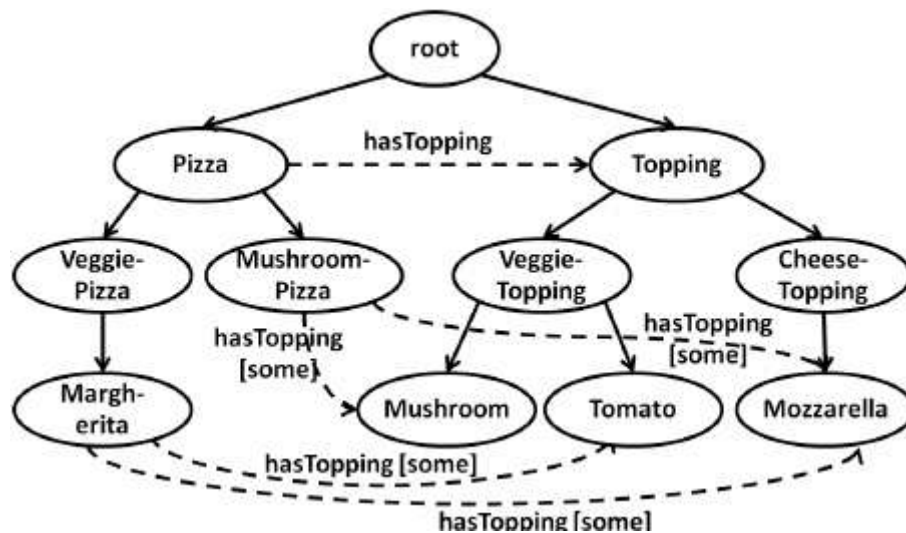 root
hasTopping
Pizza
Topping
Veggie-
Pizza
Mushroom-
Pizza
Veggie-
Topping
Cheese-
Topping
hasTopping
[some]
hasTopping
[some]
Margh-
erita
Mushroom
Tomato
Mozzarella
hasTopping [some]
hasTopping [some]